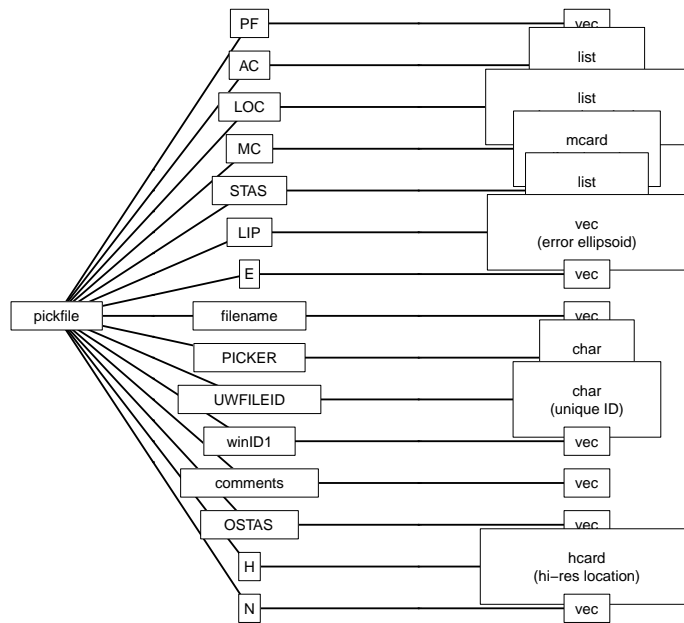 PF
vec
AC
list
LOC
list
MC
mcard
STAS
list
LIP
vec
(error ellipsoid)
E
vec
pickfile
filename
vec
PICKER
char
UWFILEID
char
(unique ID)
winID1
vec
comments
vec
OSTAS
vec
H
hcard
(hi−res location)
N
vec